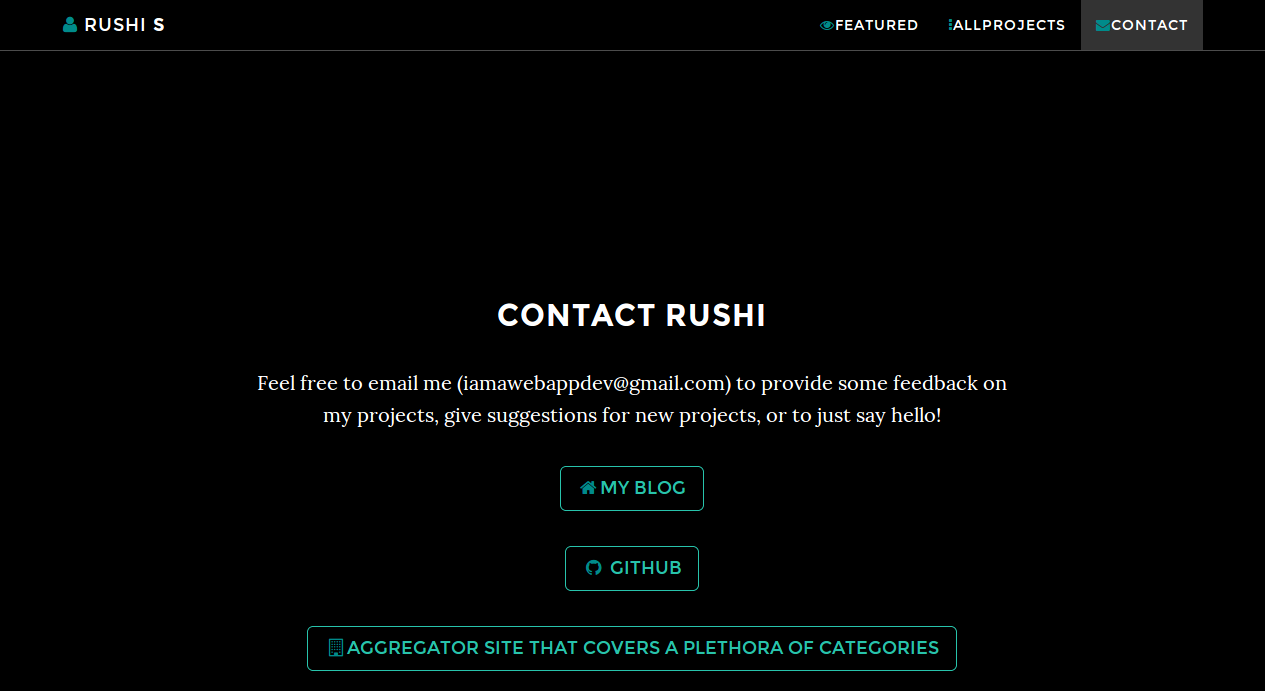 RUSHI S
FEATURED
ALLPROJECTS
CONTACT
CONTACT RUSHI
Feel free to email me (iamawebappdev@gmail.com) to provide some feedback on
my projects, give suggestions for new projects, or to just say hello!
MY BLOG
GITHUB
AGGREGATOR SITE THAT COVERS A PLETHORA OF CATEGORIES